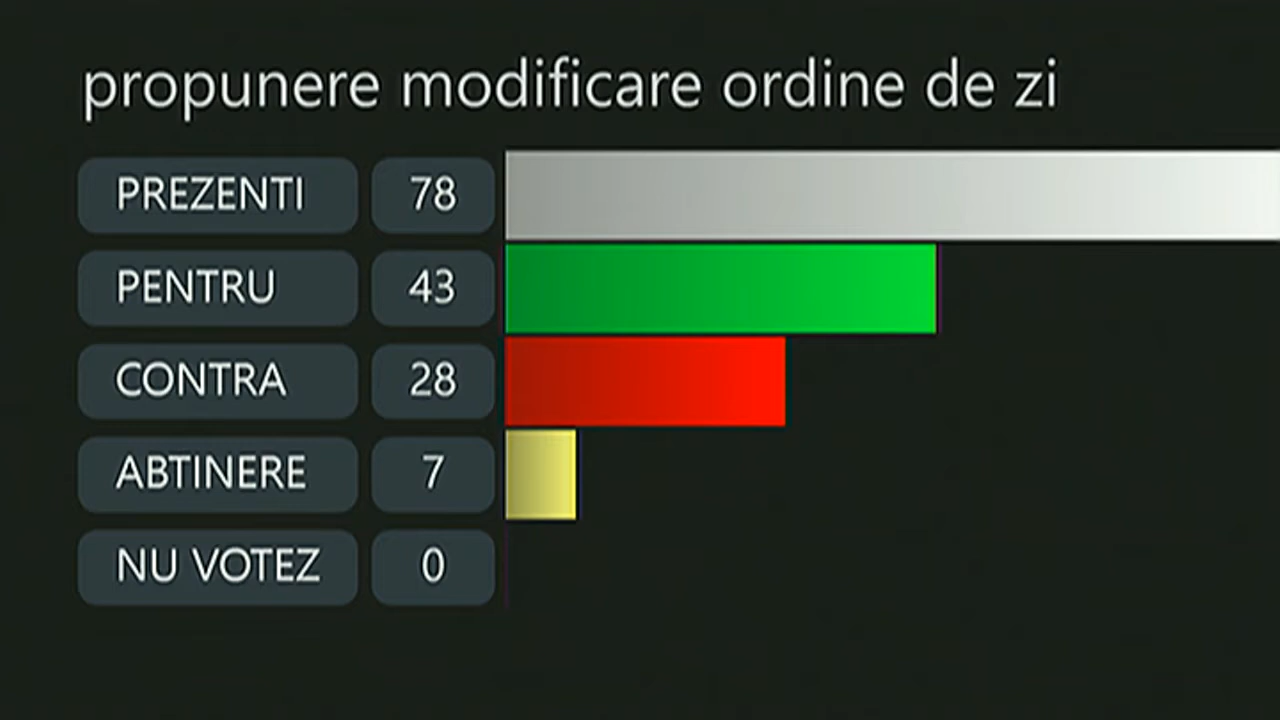 propunere modificare ordine de zi
PREZENTI 78
PENTRU 43
CONTRA 28
ABTINERE 7
NU VOTEZ 0